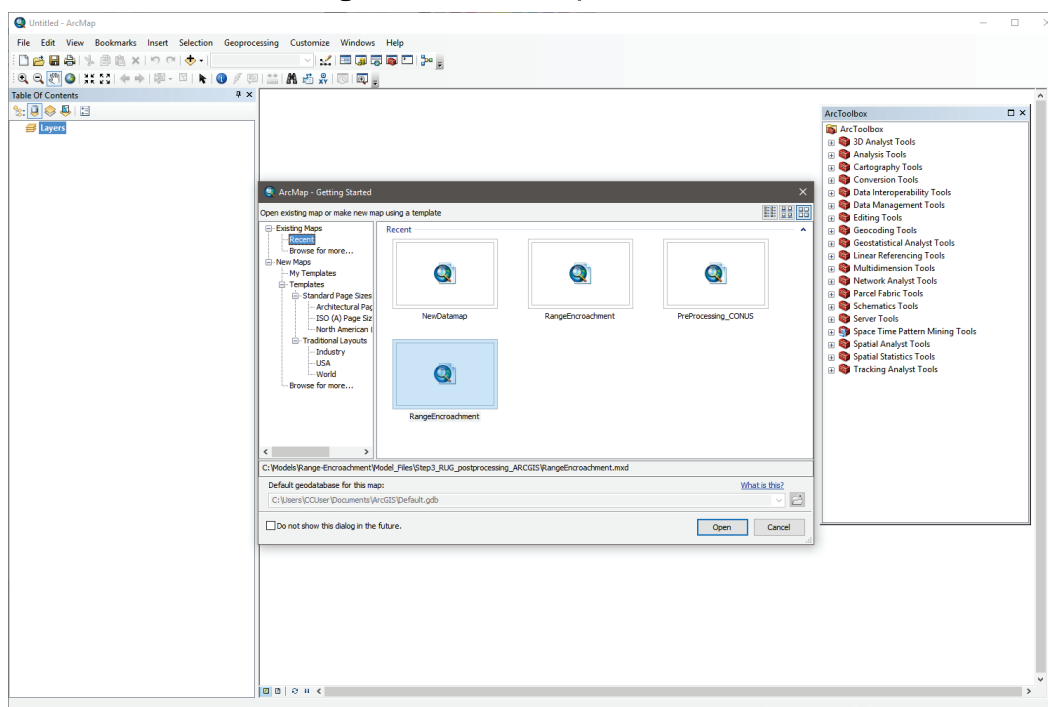 Untitled - ArcMap
File Edit View Bookmarks Insert Selection Geoprocessing Customize Windows Help
Table Of Contents
Layers
ArcToolbox
ArcToolbox
3D Analyst Tools
Analysis Tools
Cartography Tools
Conversion Tools
Data Interoperability Tools
Data Management Tools
Editing Tools
Geocoding Tools
Geostatistical Analyst Tools
Linear Referencing Tools
Multidimension Tools
Network Analyst Tools
Parcel Fabric Tools
Schematics Tools
Server Tools
Space Time Pattern Mining Tools
Spatial Analyst Tools
Spatial Statistics Tools
Tracking Analyst Tools
ArcMap - Getting Started
Open existing map or make new map using a template
Existing Maps
Recent
Browse for more...
New Maps
My Templates
Templates
Standard Page Sizes
Architectural Pag
ISO (A) Page Siz
North American
Traditional Layouts
Industry
USA
World
Browse for more...
Recent
NewDatamap
RangeEncroachment
PreProcessing_CONUS
RangeEncroachment
C:\Models\Range-Encroachment\Model_Files\Step3_RUG_postprocessing_ARCGIS\RangeEncroachment.mxd
Default geodatabase for this map:
What is this?
C:\Users\CCUser\Documents\ArcGIS\Default.gdb
Do not show this dialog in the future.
Open
Cancel